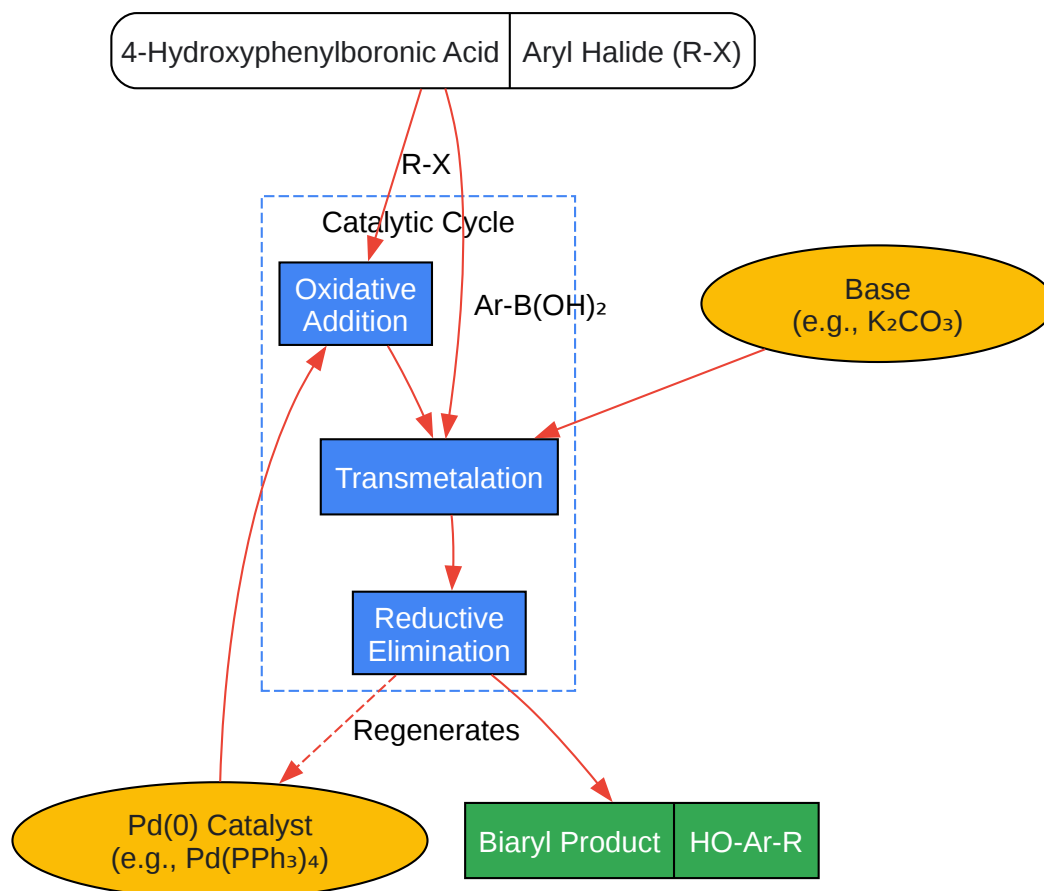 4-Hydroxyphenylboronic Acid
Aryl Halide (R-X)
R-X
Catalytic Cycle
Oxidative
Addition
Ar-B(OH)₂
Base
(e.g., K₂CO₃)
Transmetalation
Reductive
Elimination
Regenerates
Pd(0) Catalyst
(e.g., Pd(PPh₃)₄)
Biaryl Product
HO-Ar-R